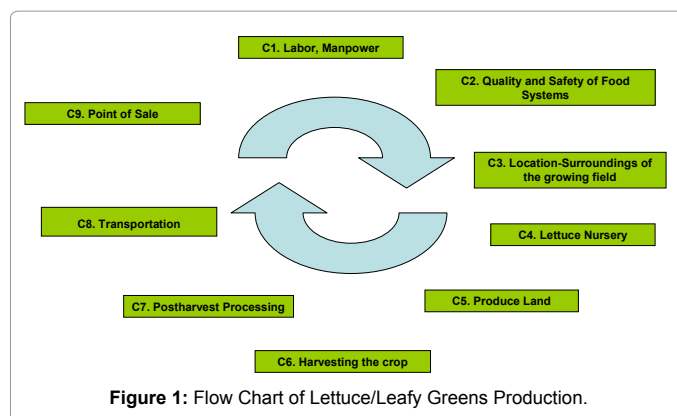 C1. Labor, Manpower
C2. Quality and Safety of Food
Systems
C9. Point of Sale
C3. Location-Surroundings of
the growing field
C8. Transportation
C4. Lettuce Nursery
C7. Postharvest Processing
C5. Produce Land
C6. Harvesting the crop
Figure 1: Flow Chart of Lettuce/Leafy Greens Production.